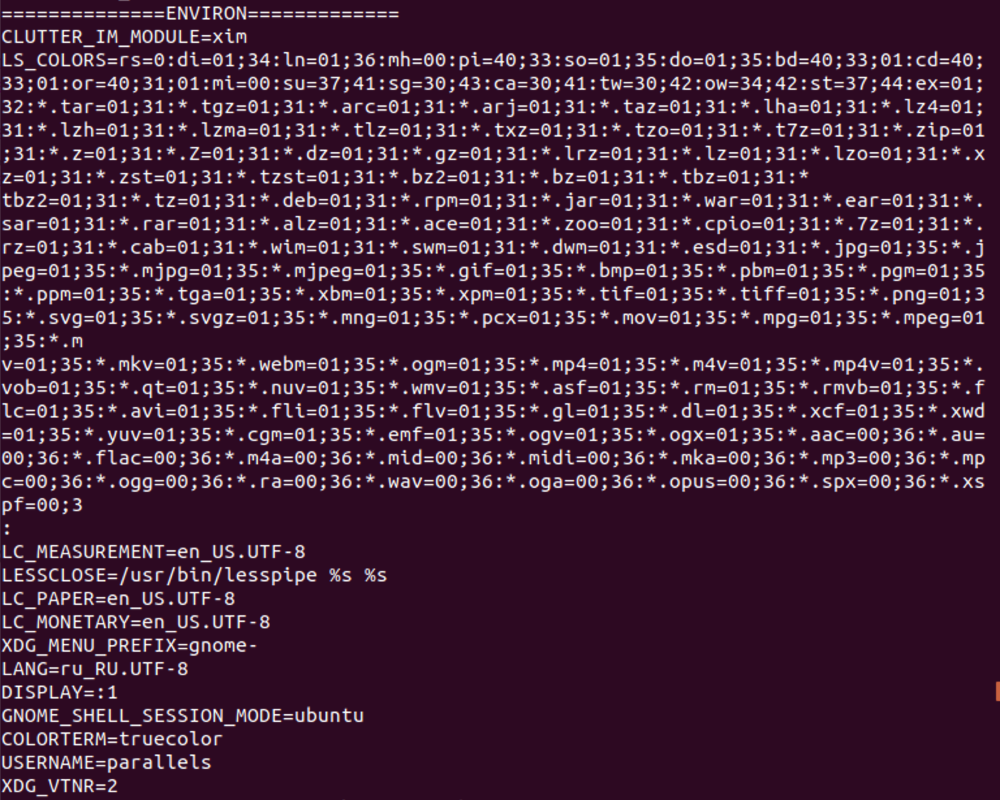 ==============ENVIRON=============
CLUTTER_IM_MODULE=xim
LS_COLORS=rs=0:di=01;34:ln=01;36:mh=00:pi=40;33:so=01;35:do=01;35:bd=40;33;01:cd=40;
33;01:or=40;31;01:mi=00:su=37;41:sg=30;43:ca=30;41:tw=30;42:ow=34;42:st=37;44:ex=01;
32:*.tar=01;31:*.tgz=01;31:*.arc=01;31:*.arj=01;31:*.taz=01;31:*.lha=01;31:*.lz4=01;
31:*.lzh=01;31:*.lzma=01;31:*.tlz=01;31:*.txz=01;31:*.tzo=01;31:*.t7z=01;31:*.zip=01
;31:*.z=01;31:*.Z=01;31:*.dz=01;31:*.gz=01;31:*.lrz=01;31:*.lz=01;31:*.lzo=01;31:*.x
z=01;31:*.zst=01;31:*.tzst=01;31:*.bz2=01;31:*.bz=01;31:*.tbz=01;31:*
tbz2=01;31:*.tz=01;31:*.deb=01;31:*.rpm=01;31:*.jar=01;31:*.war=01;31:*.ear=01;31:*.
sar=01;31:*.rar=01;31:*.alz=01;31:*.ace=01;31:*.zoo=01;31:*.cpio=01;31:*.7z=01;31:*.
rz=01;31:*.cab=01;31:*.wim=01;31:*.swm=01;31:*.dwm=01;31:*.esd=01;31:*.jpg=01;35:*.j
peg=01;35:*.mjpg=01;35:*.mjpeg=01;35:*.gif=01;35:*.bmp=01;35:*.pbm=01;35:*.pgm=01;35
:*.ppm=01;35:*.tga=01;35:*.xbm=01;35:*.xpm=01;35:*.tif=01;35:*.tiff=01;35:*.png=01;3
5:*.svg=01;35:*.svgz=01;35:*.mng=01;35:*.pcx=01;35:*.mov=01;35:*.mpg=01;35:*.mpeg=01
;35:*.m
v=01;35:*.mkv=01;35:*.webm=01;35:*.ogm=01;35:*.mp4=01;35:*.m4v=01;35:*.mp4v=01;35:*.
vob=01;35:*.qt=01;35:*.nuv=01;35:*.wmv=01;35:*.asf=01;35:*.rm=01;35:*.rmvb=01;35:*.f
lc=01;35:*.avi=01;35:*.fli=01;35:*.flv=01;35:*.gl=01;35:*.dl=01;35:*.xcf=01;35:*.xwd
=01;35:*.yuv=01;35:*.cgm=01;35:*.emf=01;35:*.ogv=01;35:*.ogx=01;35:*.aac=00;36:*.au=
00;36:*.flac=00;36:*.m4a=00;36:*.mid=00;36:*.midi=00;36:*.mka=00;36:*.mp3=00;36:*.mp
c=00;36:*.ogg=00;36:*.ra=00;36:*.wav=00;36:*.oga=00;36:*.opus=00;36:*.spx=00;36:*.xs
pf=00;3
:
LC_MEASUREMENT=en_US.UTF-8
LESSCLOSE=/usr/bin/lesspipe %s %s
LC_PAPER=en_US.UTF-8
LC_MONETARY=en_US.UTF-8
XDG_MENU_PREFIX=gnome-
LANG=ru_RU.UTF-8
DISPLAY=:1
GNOME_SHELL_SESSION_MODE=ubuntu
COLORTERM=truecolor
USERNAME=parallels
XDG_VTNR=2